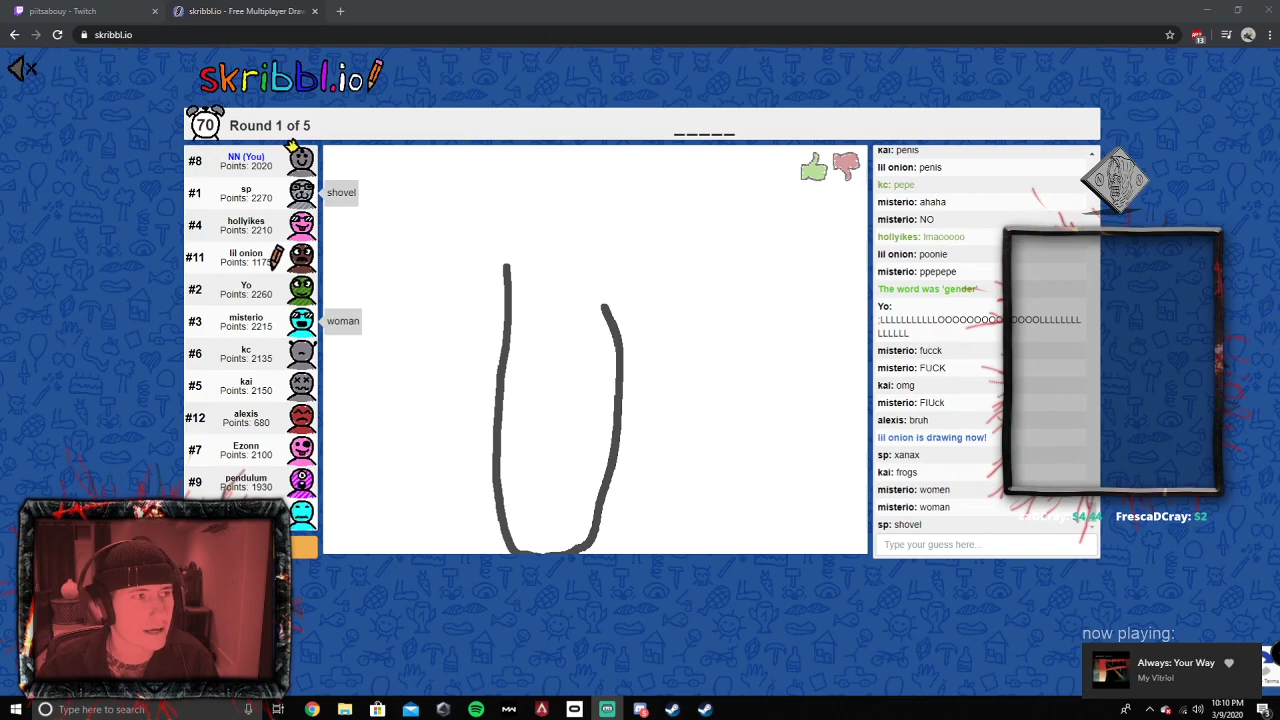 piitsabouy - Twitch
skribbl.io - Free Multiplayer Draw
skribbl.io
13
skribbl.io!
70
Round 1 of 5
_ _ _ _ _
#8 NN (You)
Points: 2020
#1 sp
Points: 2270
shovel
#4 hollyikes
Points: 2210
#11 lil onion
Points: 1175
#2 Yo
Points: 2260
#3 misterio
Points: 2215
woman
#6 kc
Points: 2135
#5 kai
Points: 2150
#12 alexis
Points: 680
#7 Ezonn
Points: 2100
#9 pendulum
Points: 1930
kai: penis
lil onion: penis
kc: pepe
misterio: ahaha
misterio: NO
hollyikes: lmaooooo
lil onion: poonie
misterio: ppepepe
The word was 'gender'
Yo:
misterio: fucck
misterio: FUCK
kai: omg
misterio: FIUck
alexis: bruh
lil onion is drawing now!
sp: xanax
kai: frogs
misterio: women
misterio: woman
sp: shovel
Type your guess here...
$4.44 FrescaDCray: $2
now playing:
Always: Your Way
My Vitriol
Type here to search
10:10 PM
3/9/2020